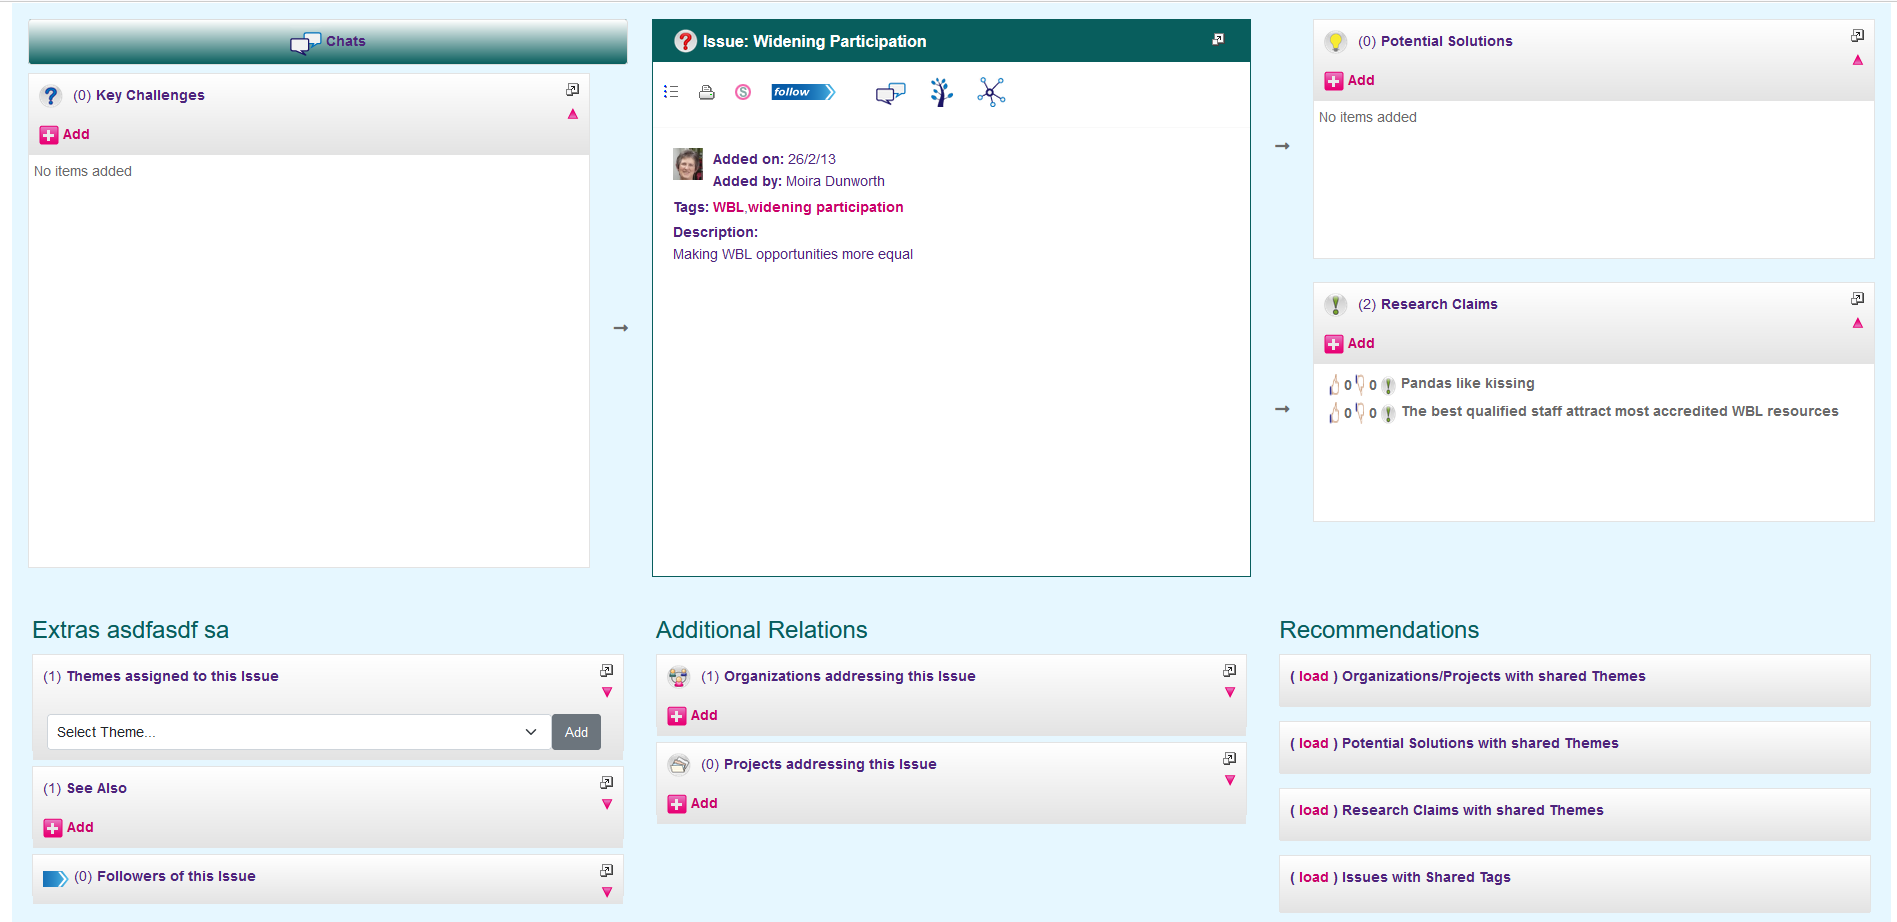 Chats
(0) Key Challenges
Add
No items added
Issue: Widening Participation
follow
Added on: 26/2/13
Added by: Moira Dunworth
Tags: WBL,widening participation
Description:
Making WBL opportunities more equal
(0) Potential Solutions
Add
No items added
(2) Research Claims
Add
0 0 Pandas like kissing
0 0 The best qualified staff attract most accredited WBL resources
Extras asdfasdf sa
(1) Themes assigned to this Issue
Select Theme... Add
(1) See Also
Add
(0) Followers of this Issue
Additional Relations
(1) Organizations addressing this Issue
Add
(0) Projects addressing this Issue
Add
Recommendations
( load ) Organizations/Projects with shared Themes
( load ) Potential Solutions with shared Themes
( load ) Research Claims with shared Themes
( load ) Issues with Shared Tags